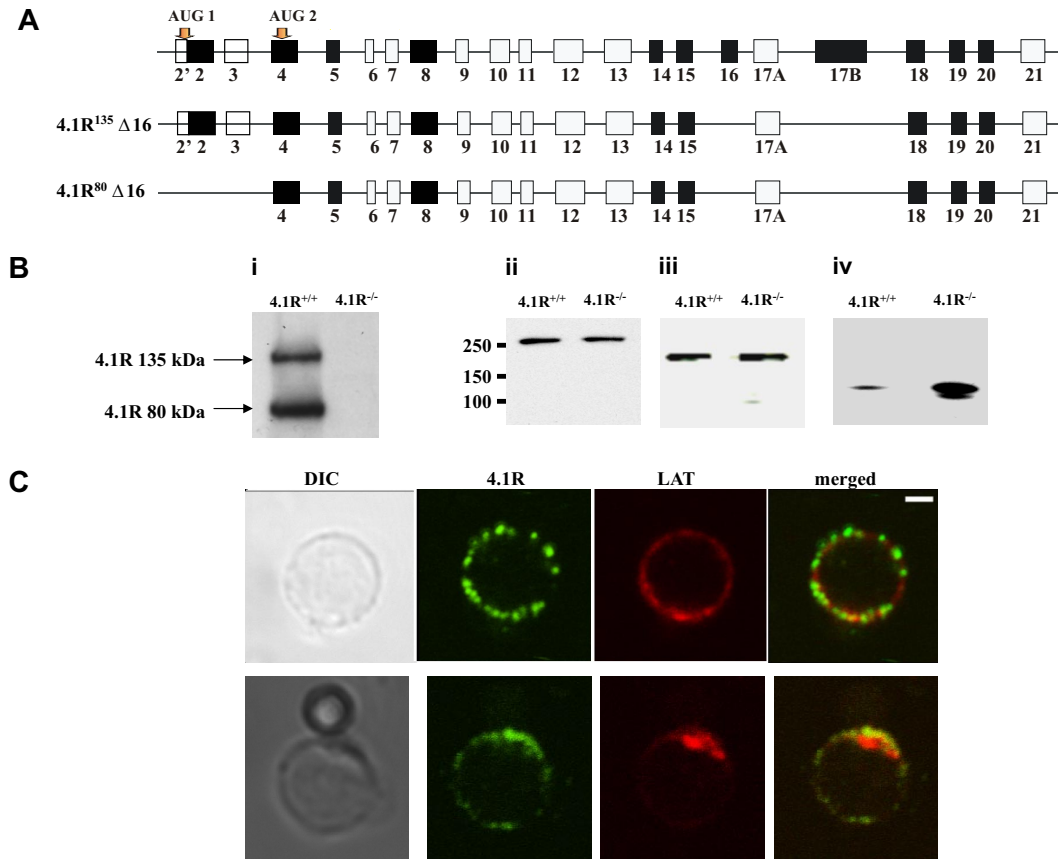 A
AUG 1 AUG 2
2' 2 3 4 5 6 7 8 9 10 11 12 13 14 15 16 17A 17B 18 19 20 21
4.1R¹³⁵ Δ16
2' 2 3 4 5 6 7 8 9 10 11 12 13 14 15 17A 18 19 20 21
4.1R⁸⁰ Δ16
4 5 6 7 8 9 10 11 12 13 14 15 17A 18 19 20 21
B
i ii iii iv
4.1R⁺/⁺ 4.1R⁻/⁻ 4.1R⁺/⁺ 4.1R⁻/⁻ 4.1R⁺/⁺ 4.1R⁻/⁻ 4.1R⁺/⁺ 4.1R⁻/⁻
4.1R 135 kDa
4.1R 80 kDa
250
150
100
C
DIC 4.1R LAT merged